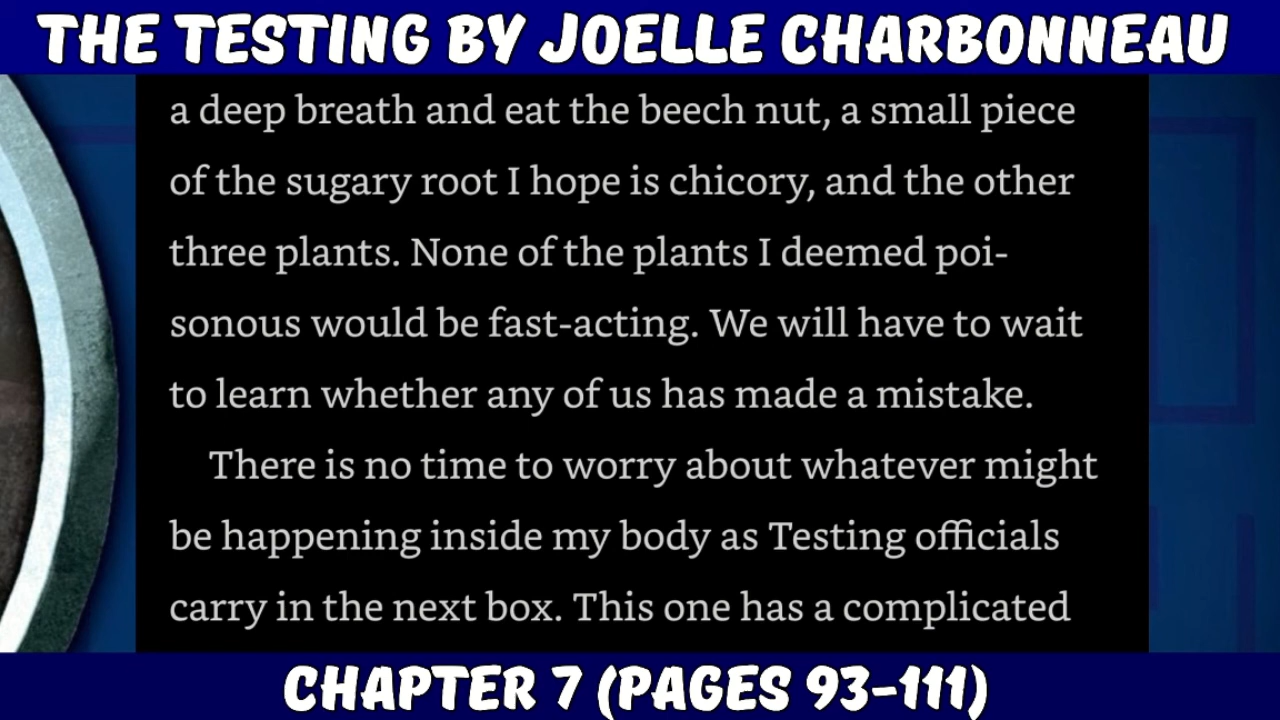 THE TESTING BY JOELLE CHARBONNEAU
a deep breath and eat the beech nut, a small piece
of the sugary root I hope is chicory, and the other
three plants. None of the plants I deemed poi-
sonous would be fast-acting. We will have to wait
to learn whether any of us has made a mistake.
There is no time to worry about whatever might
be happening inside my body as Testing officials
carry in the next box. This one has a complicated
CHAPTER 7 (PAGES 93-111)